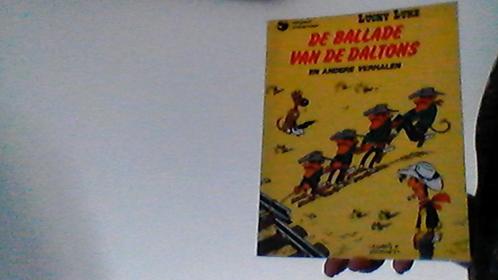 LUCKY LUKE
DE BALLADE
VAN DE DALTONS
EN ANDERE VERHALEN